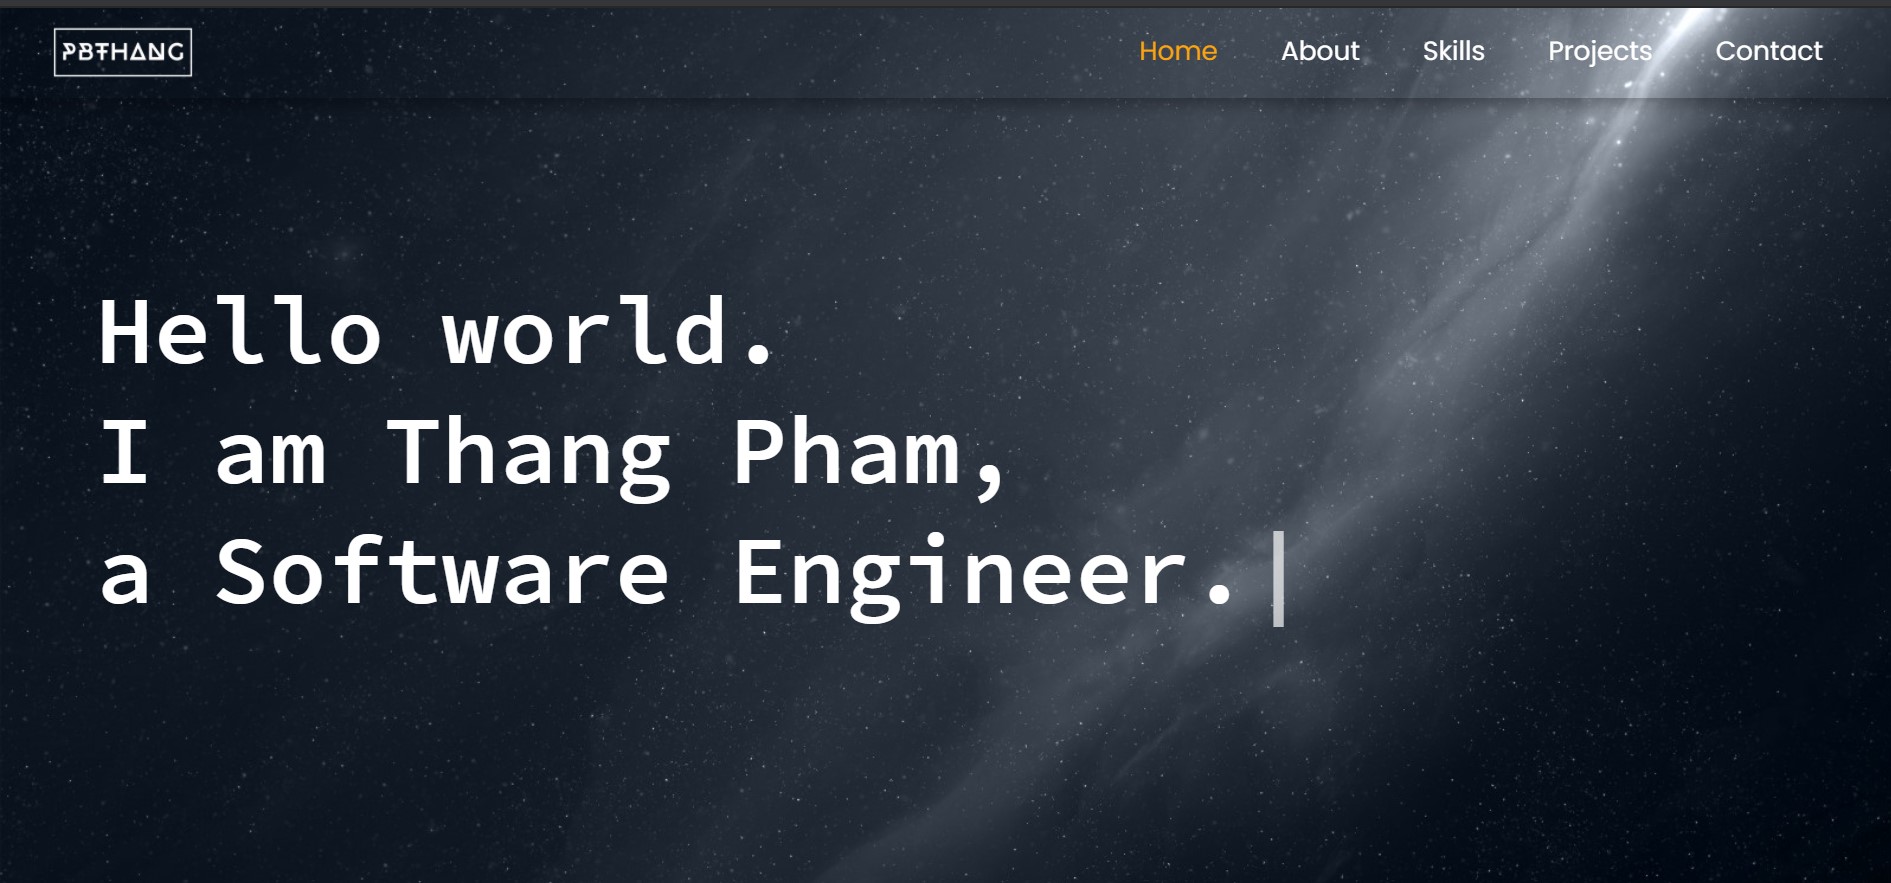 PBTHANG
Home About Skills Projects Contact
Hello world.
I am Thang Pham,
a Software Engineer.